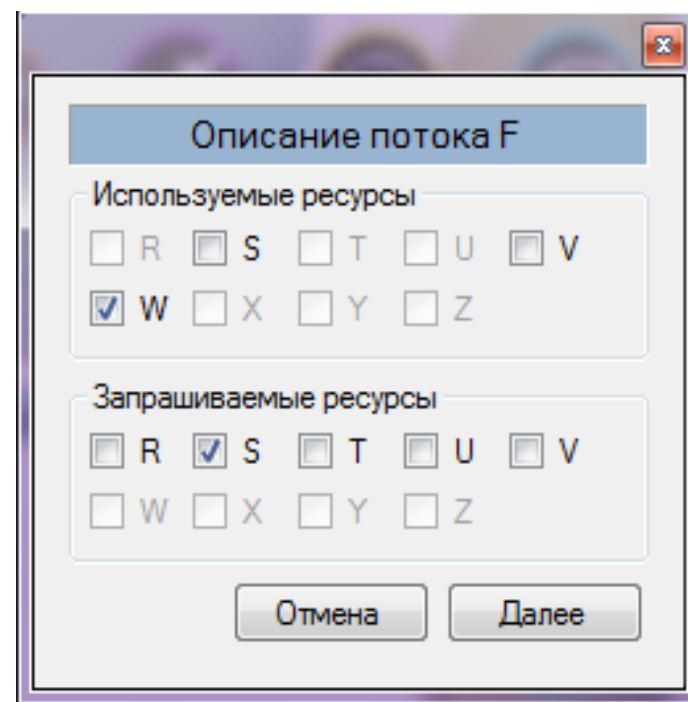 Описание потока F
Используемые ресурсы
R S T U V
W X Y Z
Запрашиваемые ресурсы
R S T U V
W X Y Z
Отмена Далее